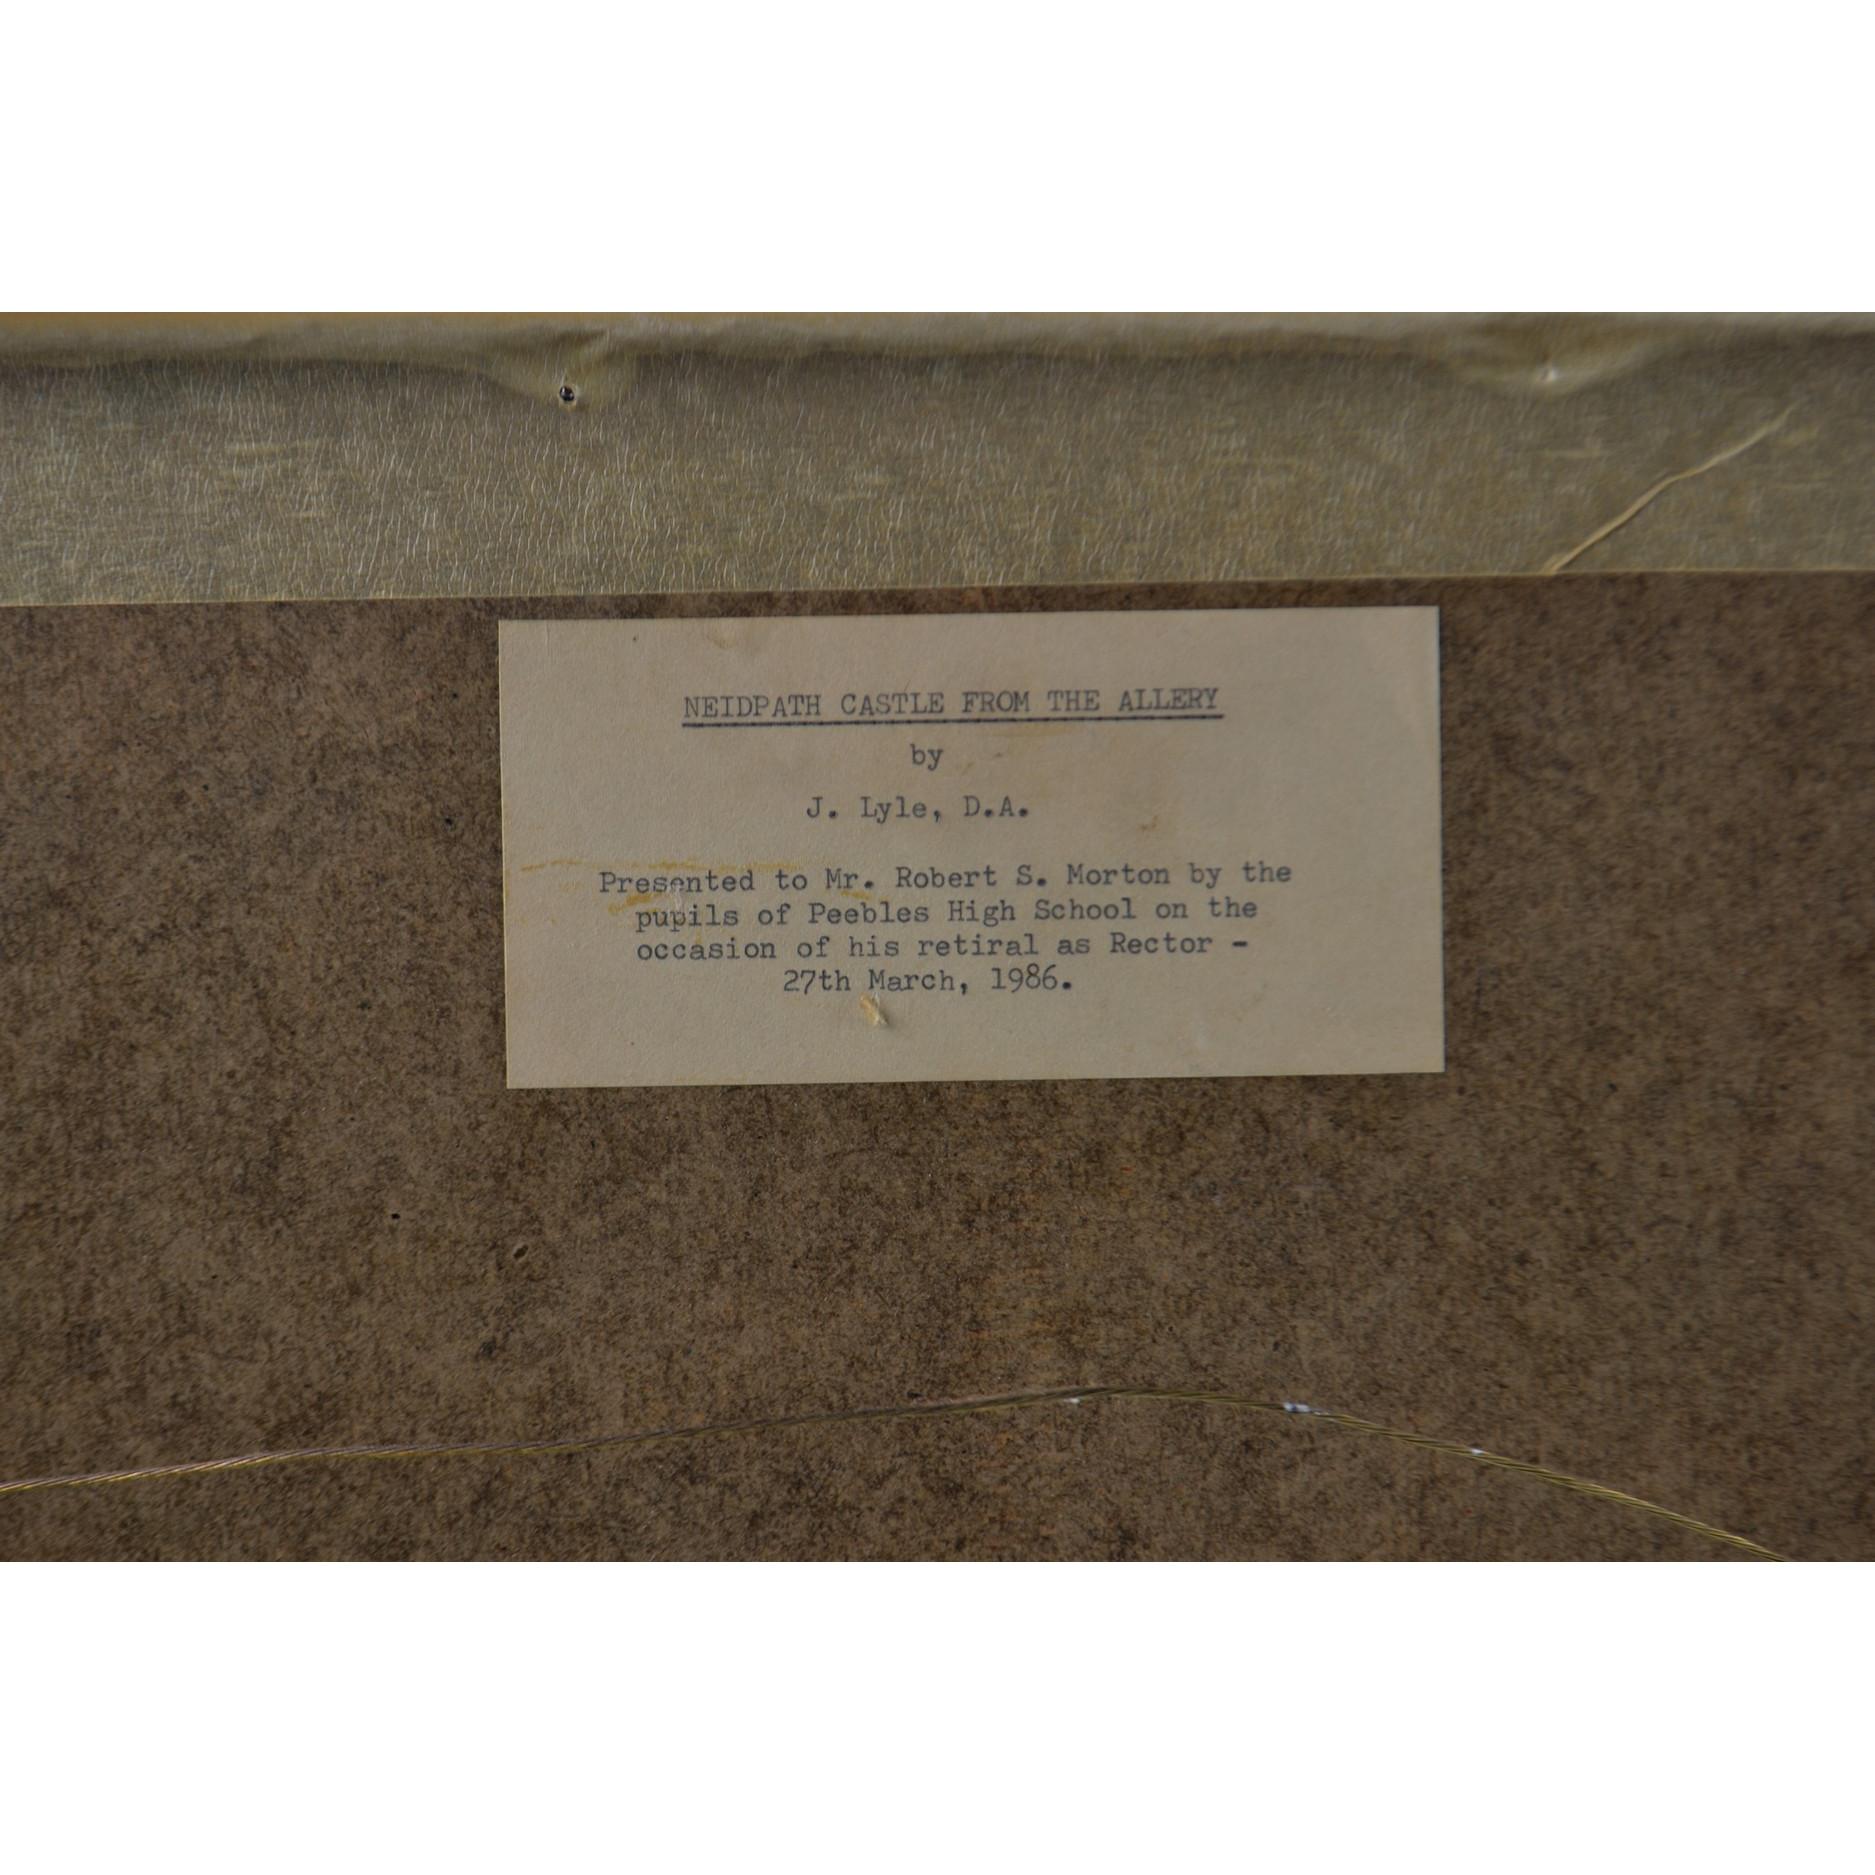 NEIDPATH CASTLE FROM THE ALLERY
by
J. Lyle, D.A.
Presented to Mr. Robert S. Morton by the
pupils of Peebles High School on the
occasion of his retiral as Rector -
27th March, 1986.